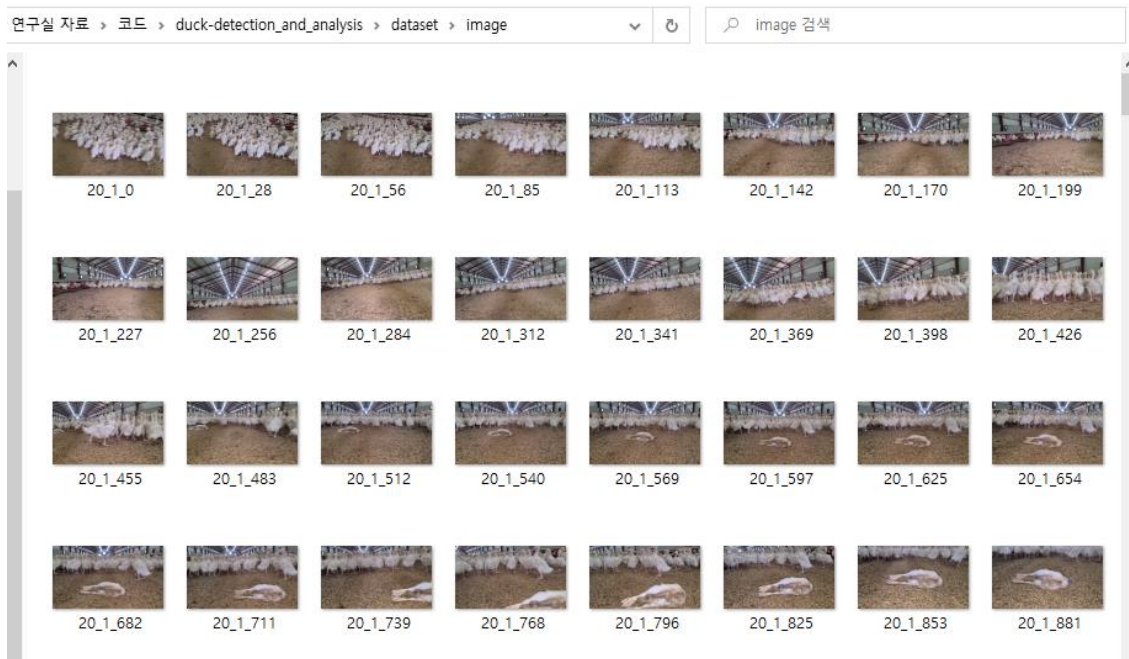 연구실 자료 › 코드 › duck-detection_and_analysis › dataset › image
image 검색
20_1_0 20_1_28 20_1_56 20_1_85 20_1_113 20_1_142 20_1_170 20_1_199
20_1_227 20_1_256 20_1_284 20_1_312 20_1_341 20_1_369 20_1_398 20_1_426
20_1_455 20_1_483 20_1_512 20_1_540 20_1_569 20_1_597 20_1_625 20_1_654
20_1_682 20_1_711 20_1_739 20_1_768 20_1_796 20_1_825 20_1_853 20_1_881